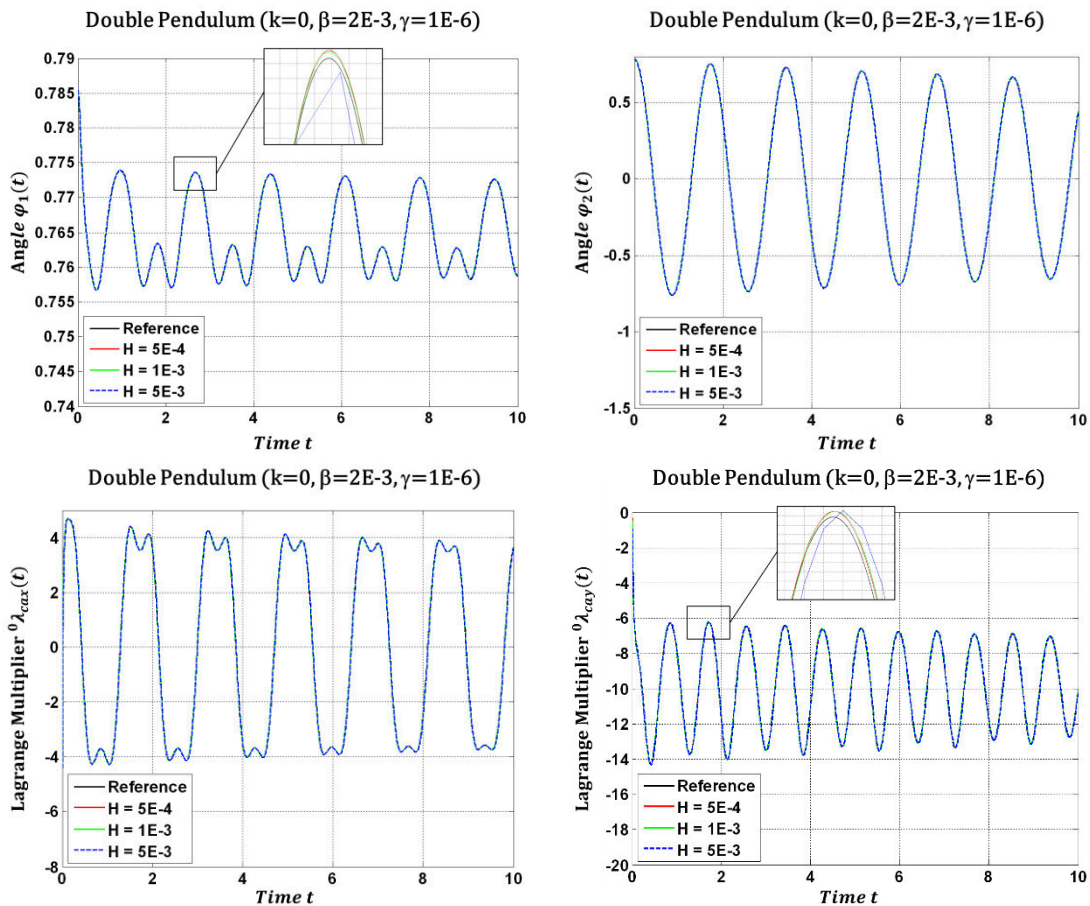 Double Pendulum (k=0, β=2E-3, γ=1E-6)
Angle φ₁(t)
0.79
0.785
0.78
0.775
0.77
0.765
0.76
0.755
0.75
0.745
0.74
Reference
H = 5E-4
H = 1E-3
H = 5E-3
0 2 4 6 8 10
Time t
Double Pendulum (k=0, β=2E-3, γ=1E-6)
Angle φ₂(t)
0.5
0
-0.5
-1
-1.5
Reference
H = 5E-4
H = 1E-3
H = 5E-3
0 2 4 6 8 10
Time t
Double Pendulum (k=0, β=2E-3, γ=1E-6)
Lagrange Multiplier ⁰λcax(t)
4
2
0
-2
-4
-6
-8
Reference
H = 5E-4
H = 1E-3
H = 5E-3
0 2 4 6 8 10
Time t
Double Pendulum (k=0, β=2E-3, γ=1E-6)
Lagrange Multiplier ⁰λcay(t)
0
-2
-4
-6
-8
-10
-12
-14
-16
-18
-20
Reference
H = 5E-4
H = 1E-3
H = 5E-3
0 2 4 6 8 10
Time t